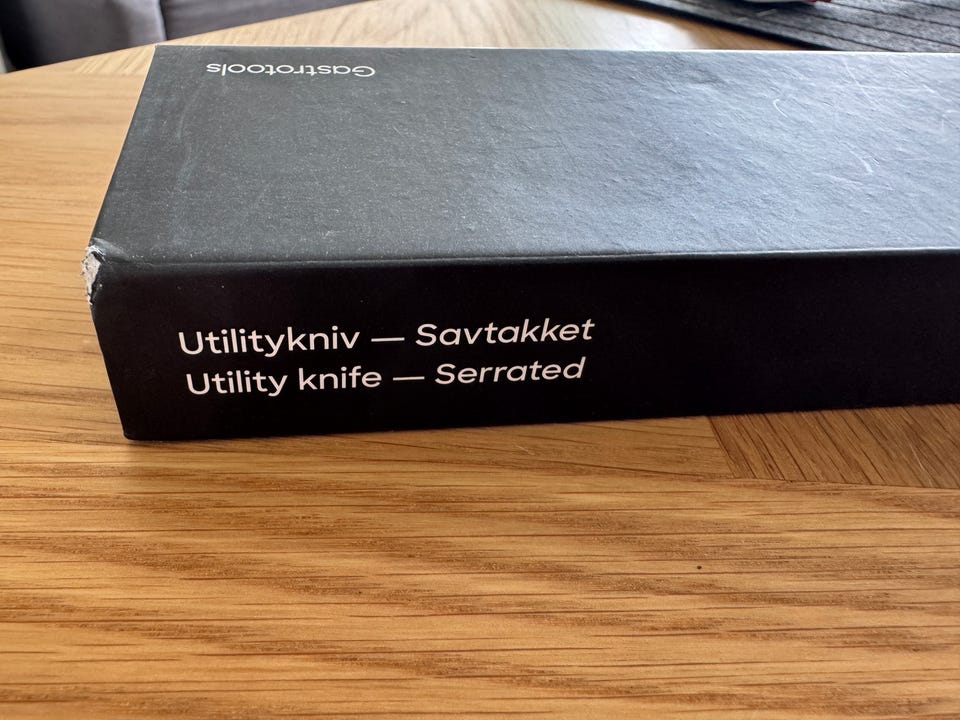 Gastrotools
Utilitykniv — Savtakket
Utility knife — Serrated